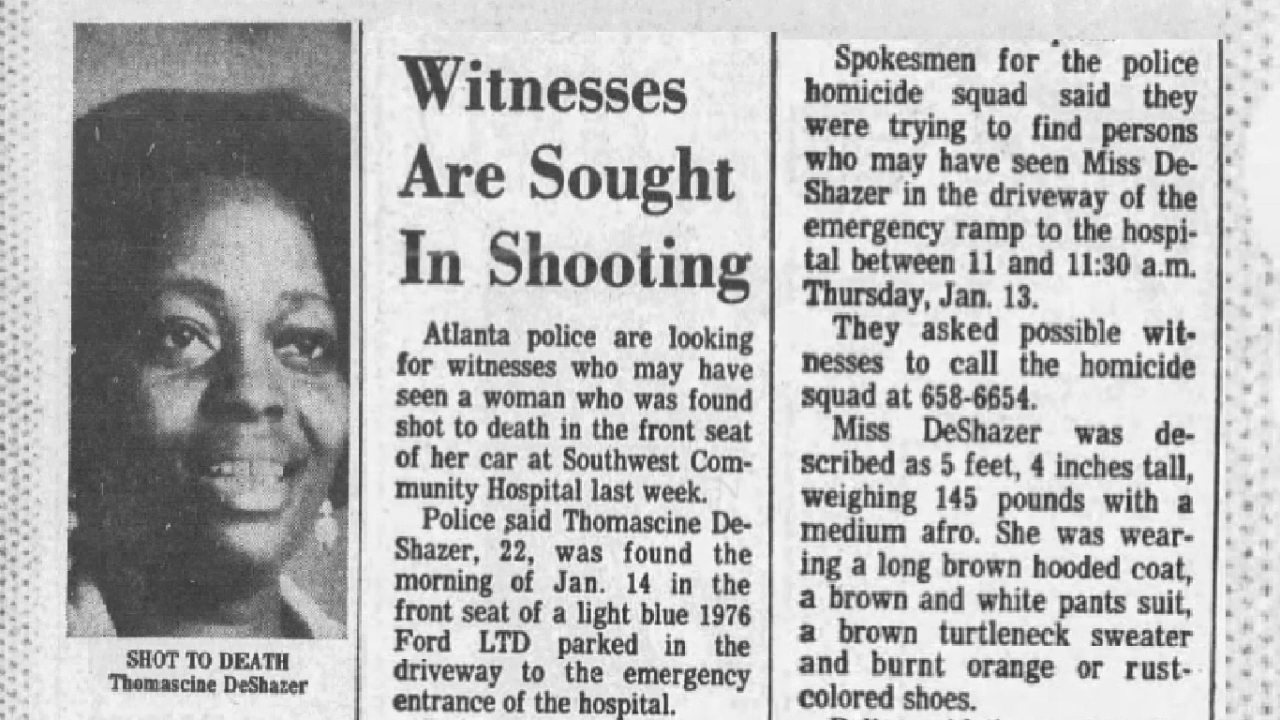 SHOT TO DEATH
Thomascine DeShazer
Witnesses
Are Sought
In Shooting
Atlanta police are looking
for witnesses who may have
seen a woman who was found
shot to death in the front seat
of her car at Southwest Com-
munity Hospital last week.
Police said Thomascine De-
Shazer, 22, was found the
morning of Jan. 14 in the
front seat of a light blue 1976
Ford LTD parked in the
driveway to the emergency
entrance of the hospital.
Spokesmen for the police
homicide squad said they
were trying to find persons
who may have seen Miss De-
Shazer in the driveway of the
emergency ramp to the hospi-
tal between 11 and 11:30 a.m.
Thursday, Jan. 13.
They asked possible wit-
nesses to call the homicide
squad at 658-6654.
Miss DeShazer was de-
scribed as 5 feet, 4 inches tall,
weighing 145 pounds with a
medium afro. She was wear-
ing a long brown hooded coat,
a brown and white pants suit,
a brown turtleneck sweater
and burnt orange or rust-
colored shoes.